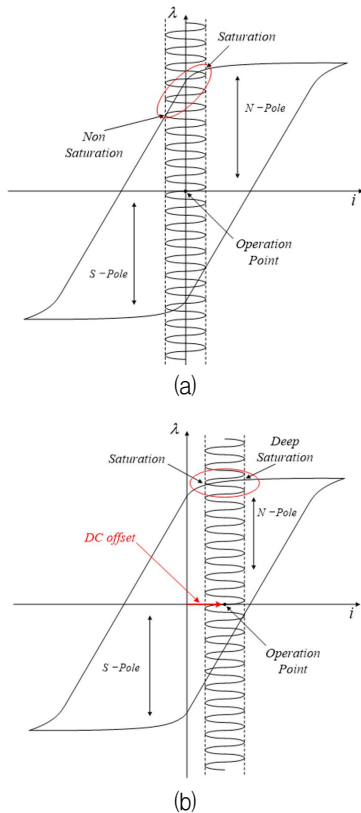 λ
Saturation
N-Pole
Non
Saturation
i
Operation
Point
S-Pole
(a)
λ
Deep
Saturation
Saturation
N-Pole
DC offset
i
Operation
Point
S-Pole
(b)